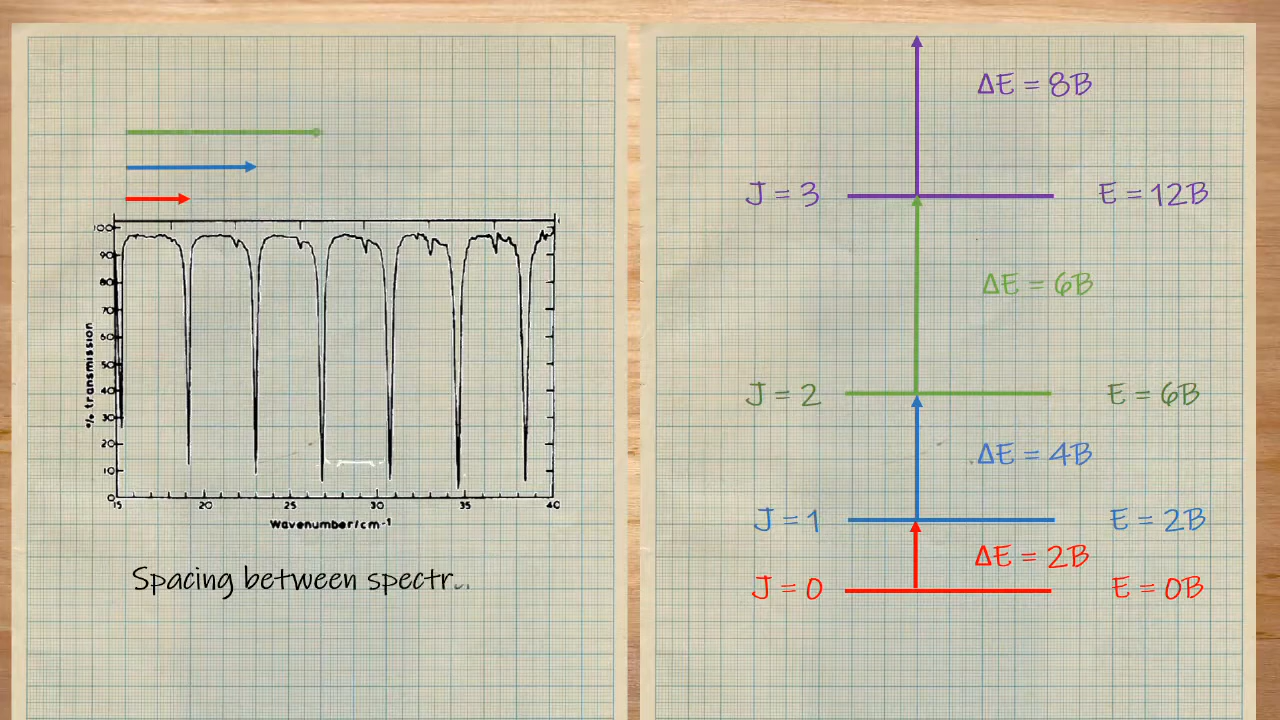 100
90
80
70
60
50
40
30
20
10
0
% transmission
15 20 25 30 35 40
Wavenumber/cm-1
Spacing between
ΔE = 8B
J = 3 E = 12B
ΔE = 6B
J = 2 E = 6B
ΔE = 4B
J = 1 E = 2B
ΔE = 2B
J = 0 E = 0B